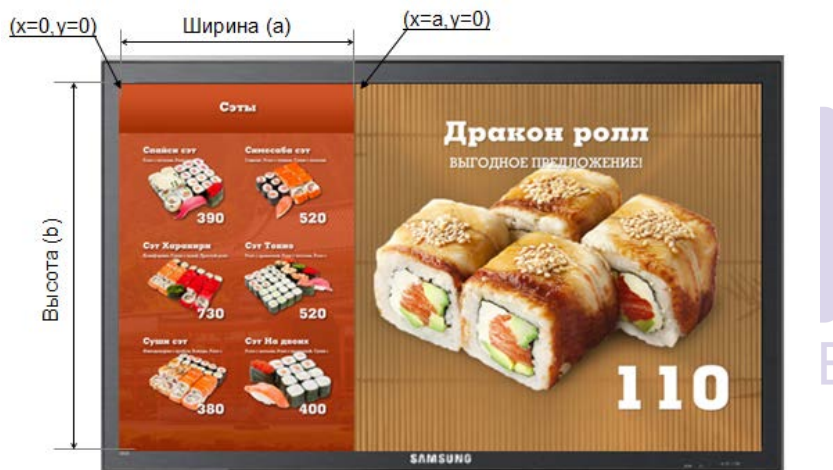 (x=0,y=0)
Ширина (a)
(x=a,y=0)
Высота (b)
Сэты
Спайси сэт
Симесаба сэт
390
520
Сэт Харакири
Сэт Токио
730
520
Суши сэт
Сэт На двоих
380
400
Дракон ролл
ВЫГОДНОЕ ПРЕДЛОЖЕНИЕ!
110
SAMSUNG